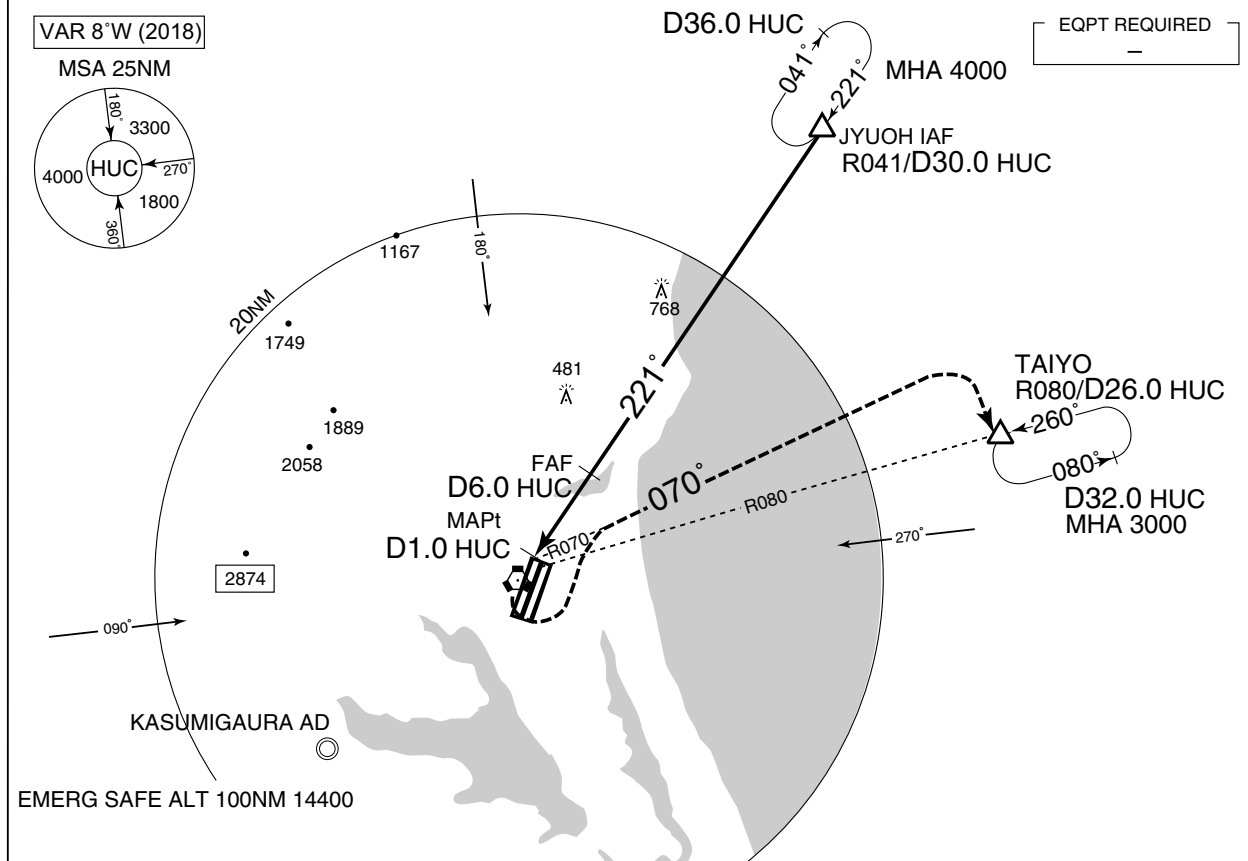 VAR 8°W (2018)
MSA 25NM
180°
3300
HUC
270°
4000
1800
360°
D36.0 HUC
041°
221°
MHA 4000
EQPT REQUIRED
–
JYUOH IAF
R041/D30.0 HUC
1167
180°
20NM
768
1749
481
221°
1889
2058
TAIYO
R080/D26.0 HUC
260°
080°
D32.0 HUC
MHA 3000
FAF
D6.0 HUC
070°
R080
MAPt
D1.0 HUC
R070
270°
2874
090°
KASUMIGAURA AD
EMERG SAFE ALT 100NM 14400